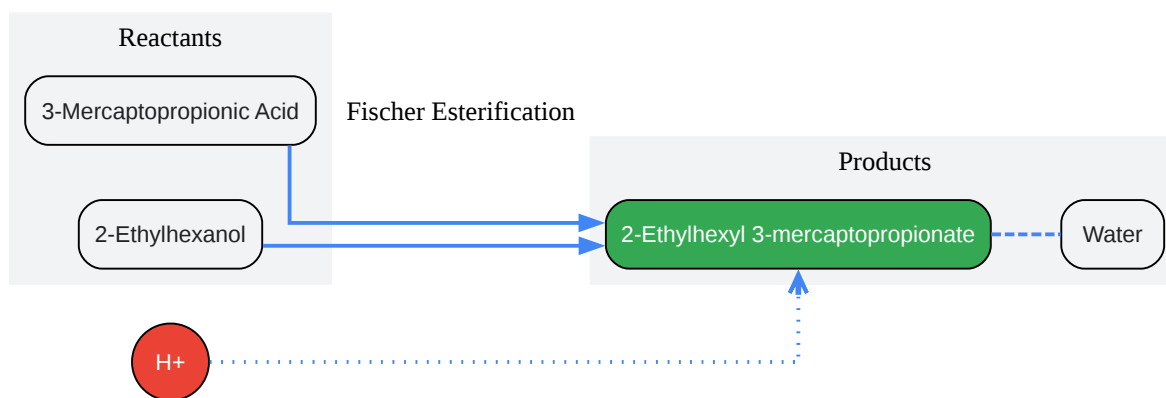 Reactants
3-Mercaptopropionic Acid
Fischer Esterification
Products
2-Ethylhexanol
2-Ethylhexyl 3-mercaptopropionate
Water
H+